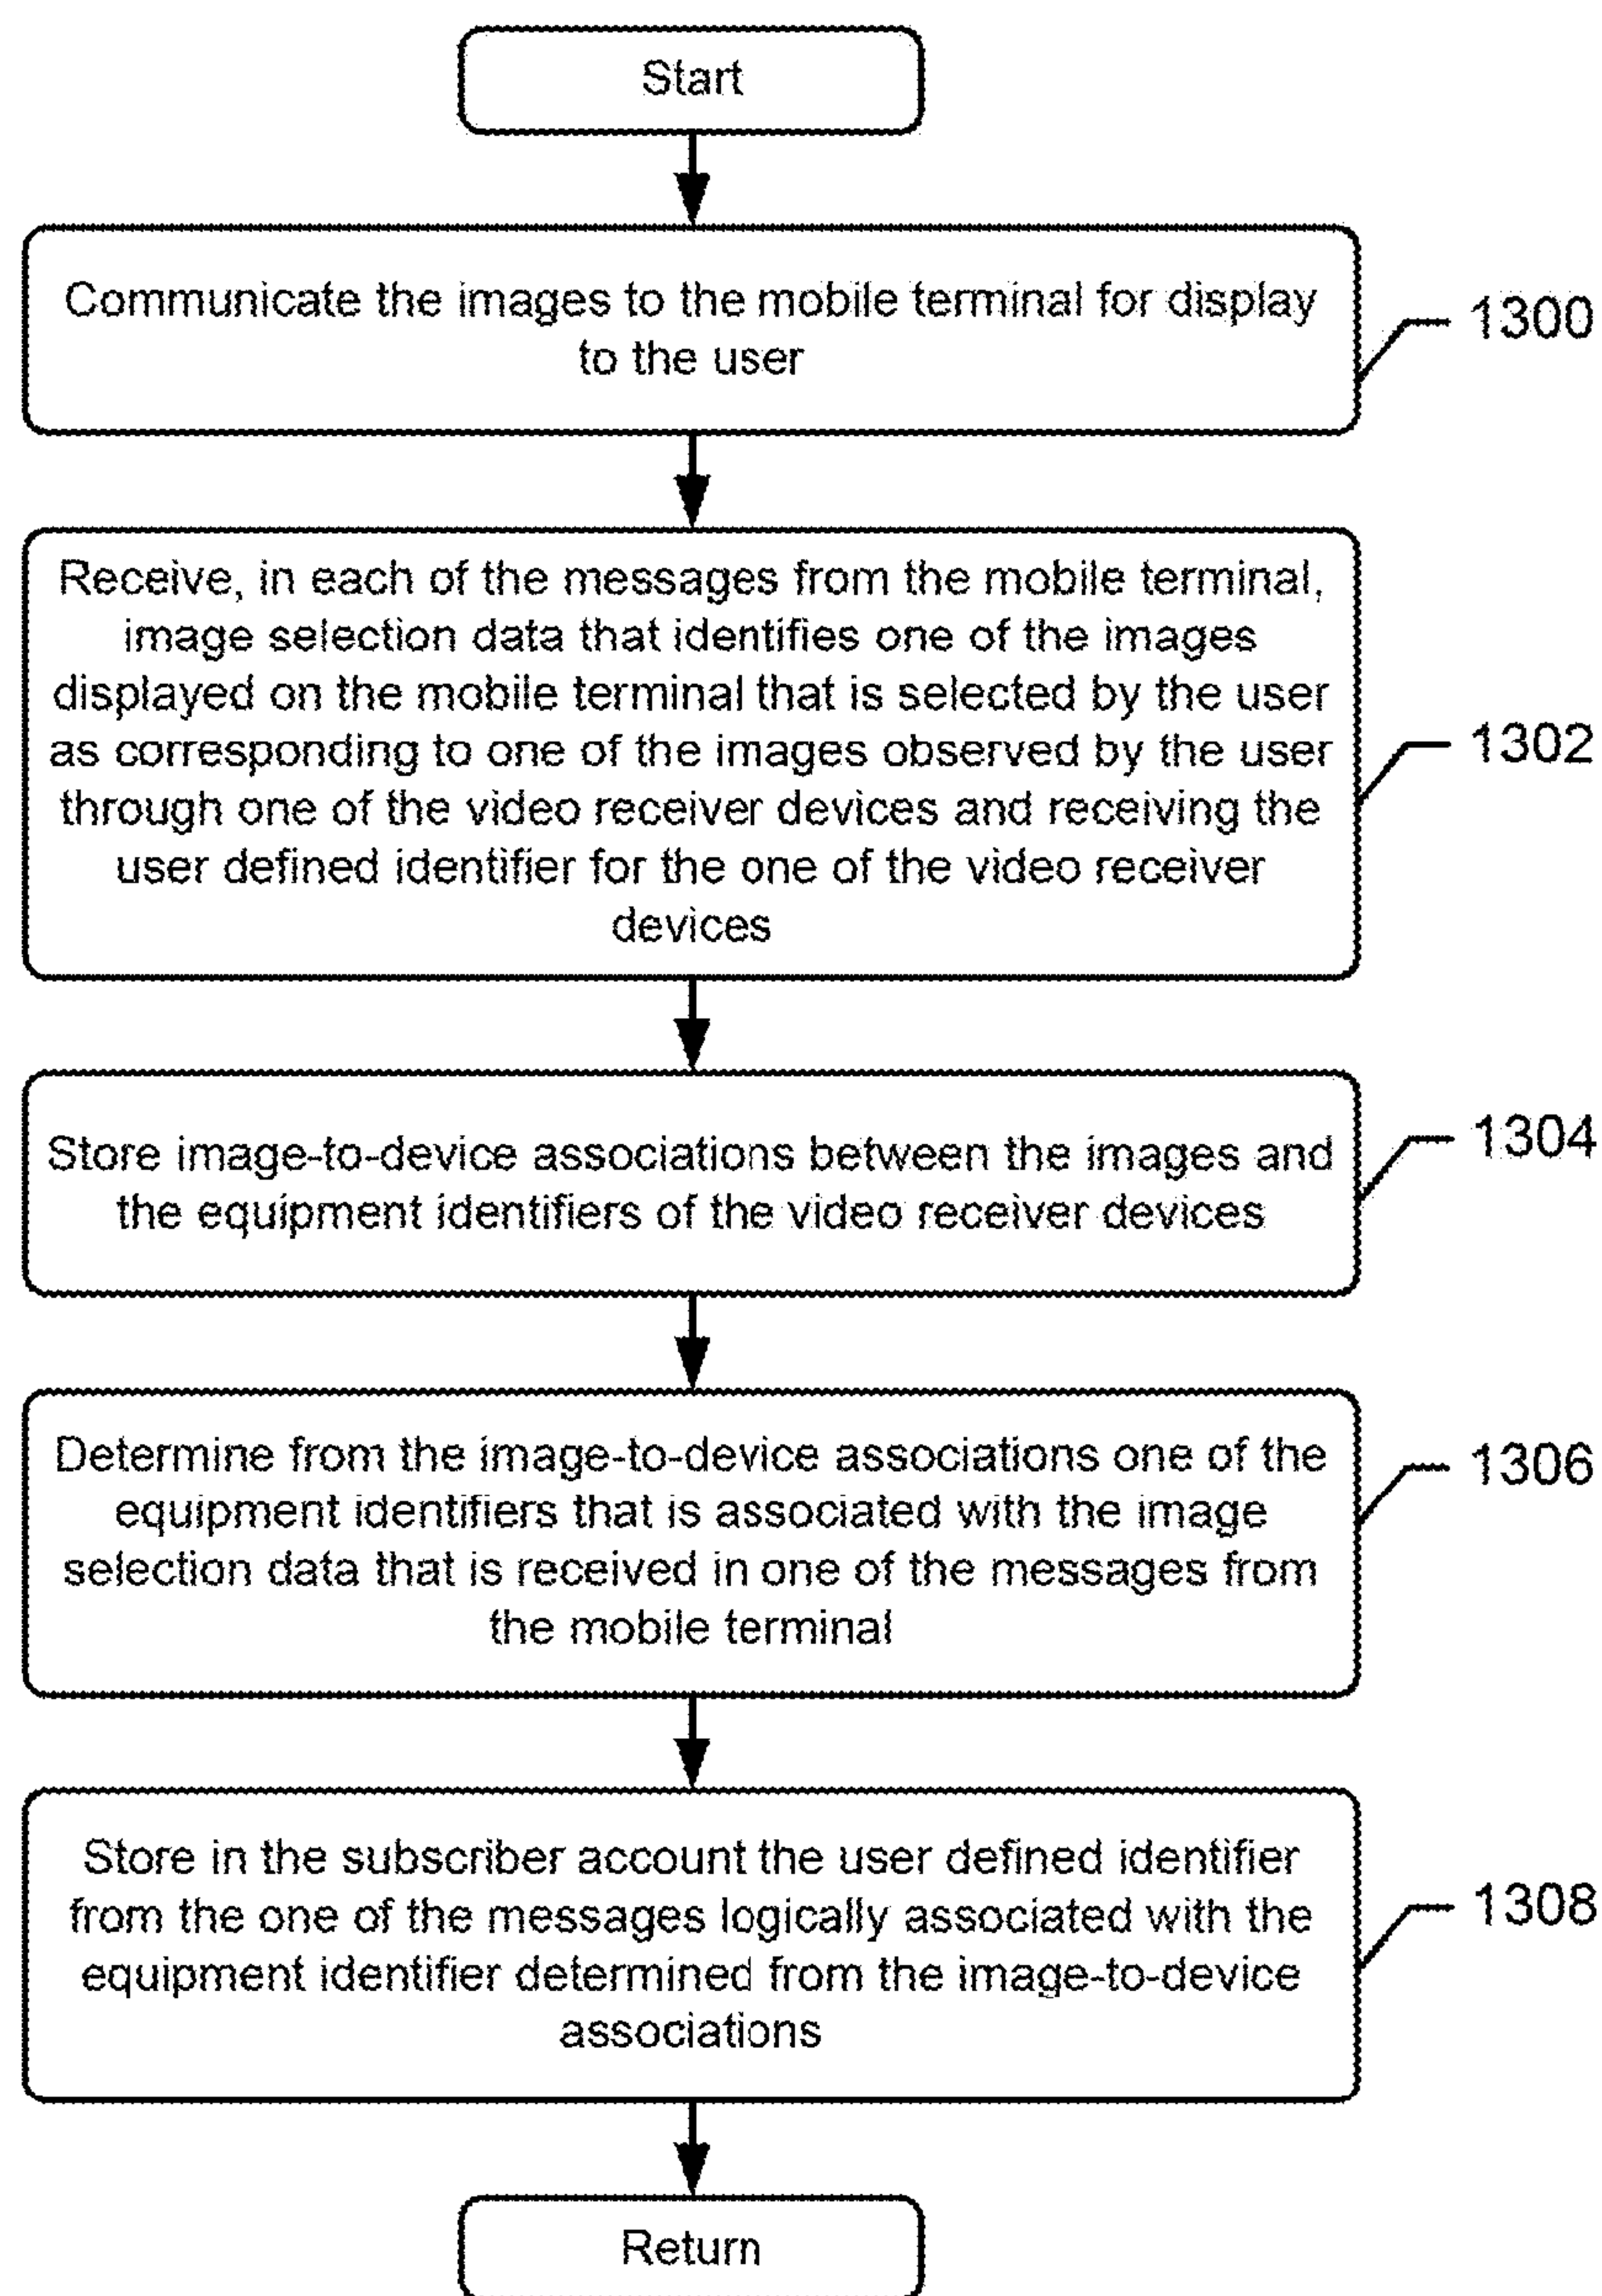 Start
Communicate the images to the mobile terminal for display
to the user
1300
Receive, in each of the messages from the mobile terminal,
image selection data that identifies one of the images
displayed on the mobile terminal that is selected by the user
as corresponding to one of the images observed by the user
through one of the video receiver devices and receiving the
user defined identifier for the one of the video receiver
devices
1302
Store image-to-device associations between the images and
the equipment identifiers of the video receiver devices
1304
Determine from the image-to-device associations one of the
equipment identifiers that is associated with the image
selection data that is received in one of the messages from
the mobile terminal
1306
Store in the subscriber account the user defined identifier
from the one of the messages logically associated with the
equipment identifier determined from the image-to-device
associations
1308
Return